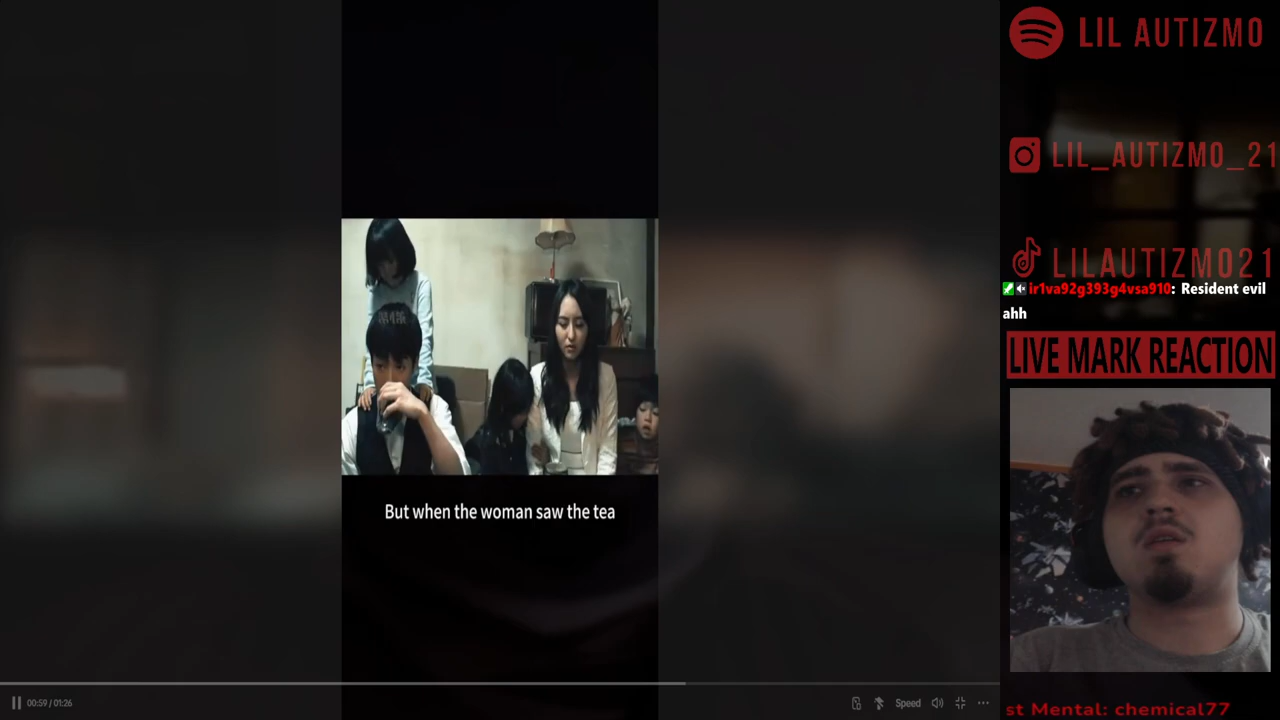 LIL AUTIZMO
LIL_AUTIZMO_21
LILAUTIZMO21
ir1va92g393g4vsa910: Resident evil
ahh
LIVE MARK REACTION
But when the woman saw the tea
00:59 / 01:26
Speed
st Mental: chemical77